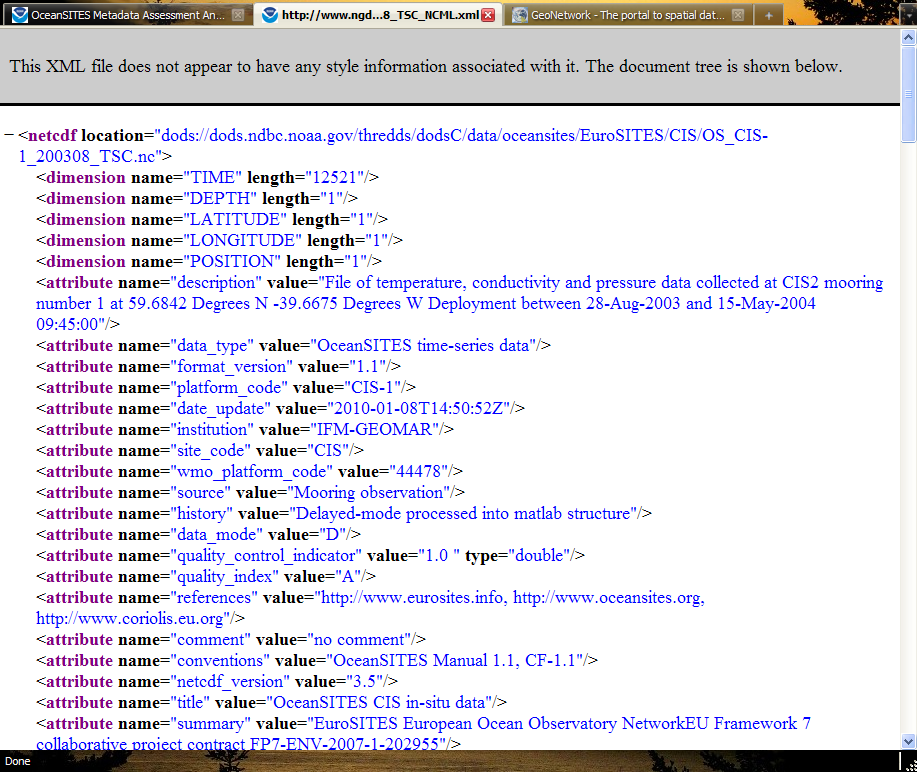 OceanSITES Metadata Assessment An...
http://www.ngd...8_TSC_NCML.xml
GeoNetwork - The portal to spatial dat...
+
This XML file does not appear to have any style information associated with it. The document tree is shown below.
−<netcdf location="dods://dods.ndbc.noaa.gov/thredds/dodsC/data/oceansites/EuroSITES/CIS/OS_CIS-
1_200308_TSC.nc">
<dimension name="TIME" length="12521"/>
<dimension name="DEPTH" length="1"/>
<dimension name="LATITUDE" length="1"/>
<dimension name="LONGITUDE" length="1"/>
<dimension name="POSITION" length="1"/>
<attribute name="description" value="File of temperature, conductivity and pressure data collected at CIS2 mooring
number 1 at 59.6842 Degrees N -39.6675 Degrees W Deployment between 28-Aug-2003 and 15-May-2004
09:45:00"/>
<attribute name="data_type" value="OceanSITES time-series data"/>
<attribute name="format_version" value="1.1"/>
<attribute name="platform_code" value="CIS-1"/>
<attribute name="date_update" value="2010-01-08T14:50:52Z"/>
<attribute name="institution" value="IFM-GEOMAR"/>
<attribute name="site_code" value="CIS"/>
<attribute name="wmo_platform_code" value="44478"/>
<attribute name="source" value="Mooring observation"/>
<attribute name="history" value="Delayed-mode processed into matlab structure"/>
<attribute name="data_mode" value="D"/>
<attribute name="quality_control_indicator" value="1.0 " type="double"/>
<attribute name="quality_index" value="A"/>
<attribute name="references" value="http://www.eurosites.info, http://www.oceansites.org,
http://www.coriolis.eu.org"/>
<attribute name="comment" value="no comment"/>
<attribute name="conventions" value="OceanSITES Manual 1.1, CF-1.1"/>
<attribute name="netcdf_version" value="3.5"/>
<attribute name="title" value="OceanSITES CIS in-situ data"/>
<attribute name="summary" value="EuroSITES European Ocean Observatory NetworkEU Framework 7
collaborative project contract FP7-ENV-2007-1-202955"/>
Done